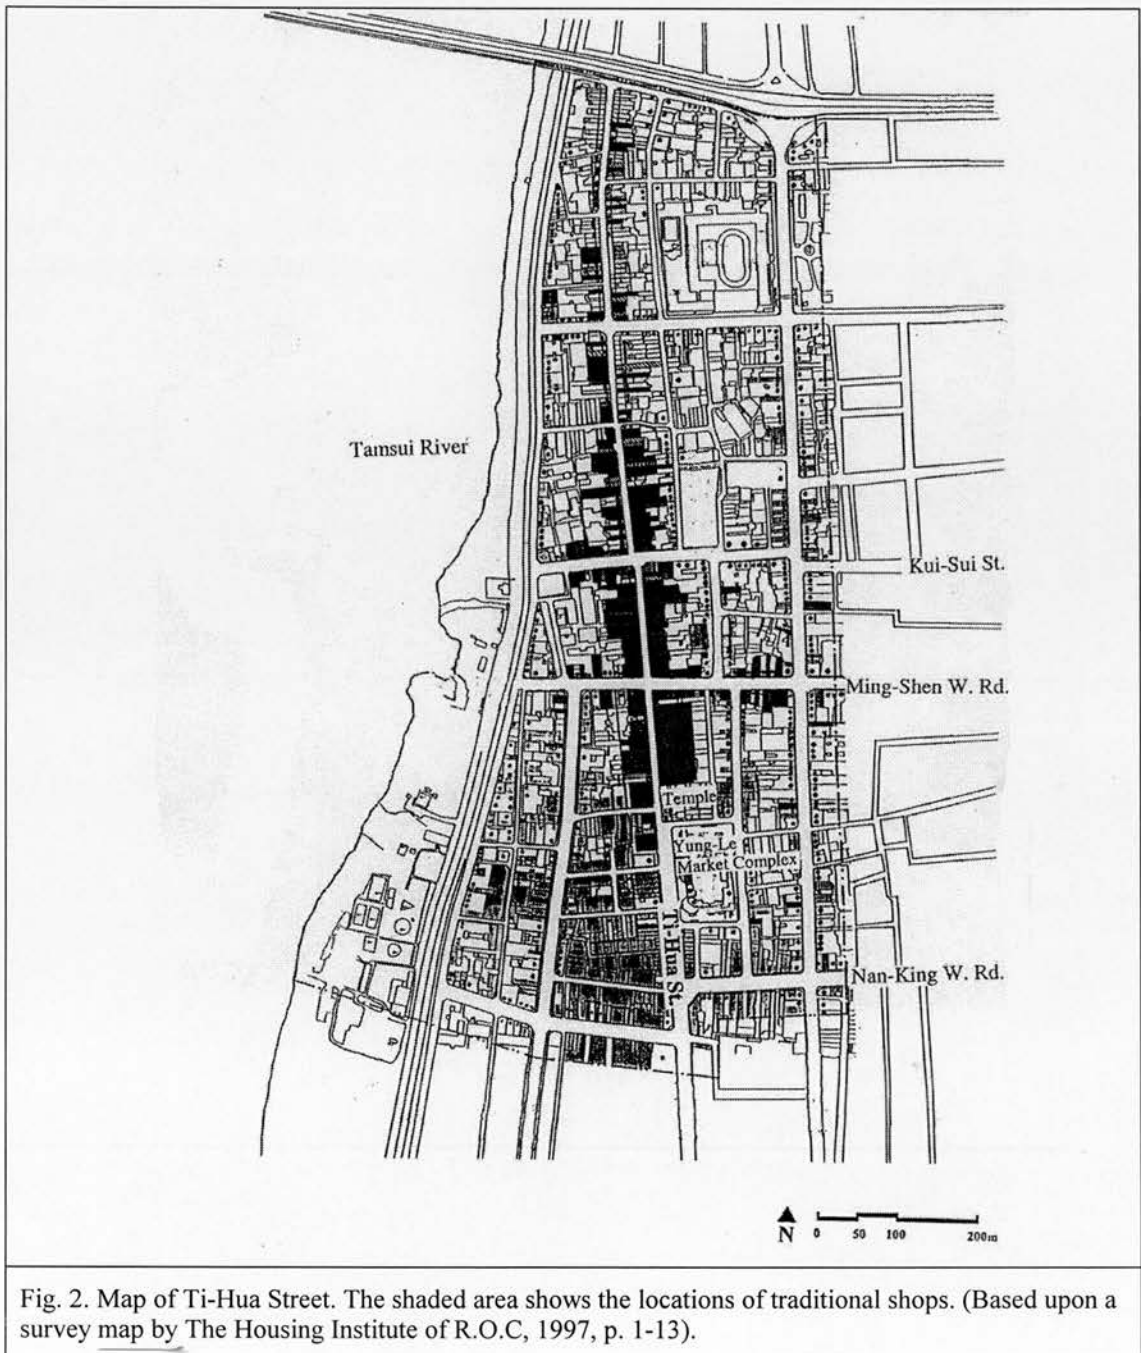 Tamsui River
Kui-Sui St.
Ming-Shen W. Rd.
Temple
Yung-Le
Market Complex
Ti-Hua St.
Nan-King W. Rd.
N
0 50 100 200m
Fig. 2. Map of Ti-Hua Street. The shaded area shows the locations of traditional shops. (Based upon a
survey map by The Housing Institute of R.O.C, 1997, p. 1-13).